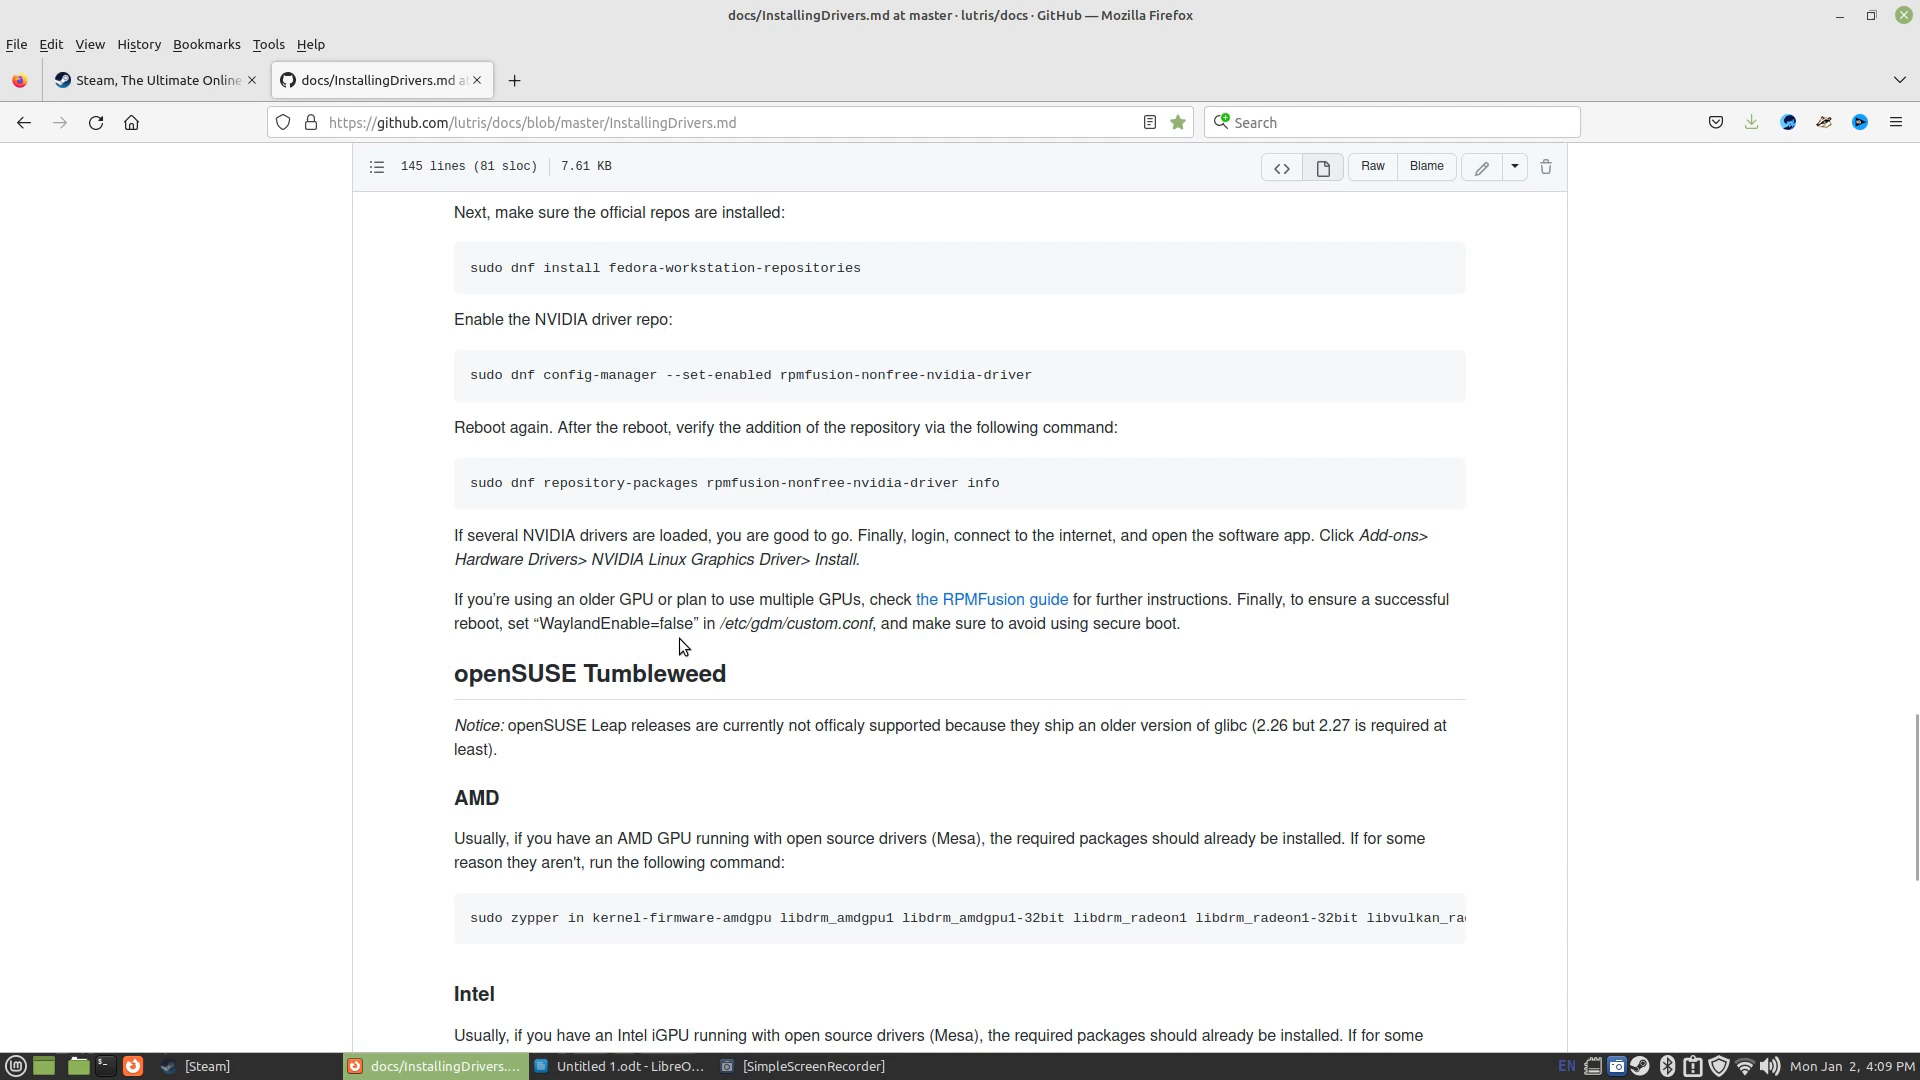 docs/InstallingDrivers.md at master · lutris/docs · GitHub — Mozilla Firefox
File Edit View History Bookmarks Tools Help
Steam, The Ultimate Online
docs/InstallingDrivers.md a
https://github.com/lutris/docs/blob/master/InstallingDrivers.md
Search
145 lines (81 sloc) 7.61 KB
Raw Blame
Next, make sure the official repos are installed:
sudo dnf install fedora-workstation-repositories
Enable the NVIDIA driver repo:
sudo dnf config-manager --set-enabled rpmfusion-nonfree-nvidia-driver
Reboot again. After the reboot, verify the addition of the repository via the following command:
sudo dnf repository-packages rpmfusion-nonfree-nvidia-driver info
If several NVIDIA drivers are loaded, you are good to go. Finally, login, connect to the internet, and open the software app. Click Add-ons>
Hardware Drivers> NVIDIA Linux Graphics Driver> Install.
If you’re using an older GPU or plan to use multiple GPUs, check the RPMFusion guide for further instructions. Finally, to ensure a successful
reboot, set “WaylandEnable=false” in /etc/gdm/custom.conf, and make sure to avoid using secure boot.
openSUSE Tumbleweed
Notice: openSUSE Leap releases are currently not officaly supported because they ship an older version of glibc (2.26 but 2.27 is required at
least).
AMD
Usually, if you have an AMD GPU running with open source drivers (Mesa), the required packages should already be installed. If for some
reason they aren't, run the following command:
sudo zypper in kernel-firmware-amdgpu libdrm_amdgpu1 libdrm_amdgpu1-32bit libdrm_radeon1 libdrm_radeon1-32bit libvulkan_ra
Intel
Usually, if you have an Intel iGPU running with open source drivers (Mesa), the required packages should already be installed. If for some
[Steam]
docs/InstallingDrivers....
Untitled 1.odt - LibreO...
[SimpleScreenRecorder]
EN
Mon Jan 2, 4:09 PM